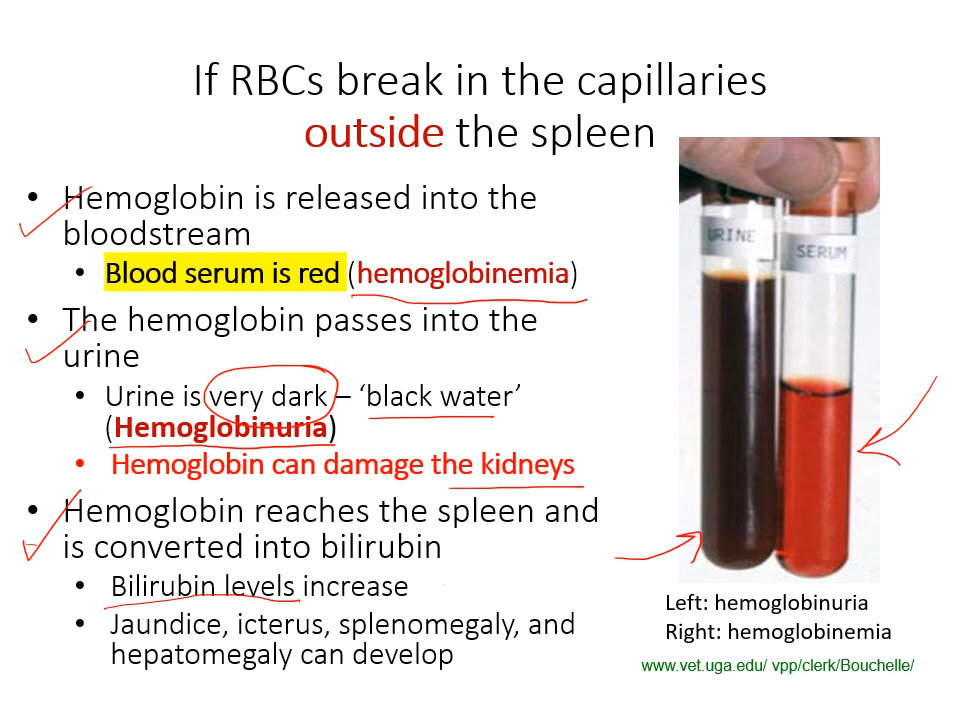 If RBCs break in the capillaries
outside the spleen
• Hemoglobin is released into the
bloodstream
• Blood serum is red (hemoglobinemia)
• The hemoglobin passes into the
urine
• Urine is very dark – ‘black water’
(Hemoglobinuria)
• Hemoglobin can damage the kidneys
• Hemoglobin reaches the spleen and
is converted into bilirubin
• Bilirubin levels increase
• Jaundice, icterus, splenomegaly, and
hepatomegaly can develop
URINE
SERUM
Left: hemoglobinuria
Right: hemoglobinemia
www.vet.uga.edu/ vpp/clerk/Bouchelle/